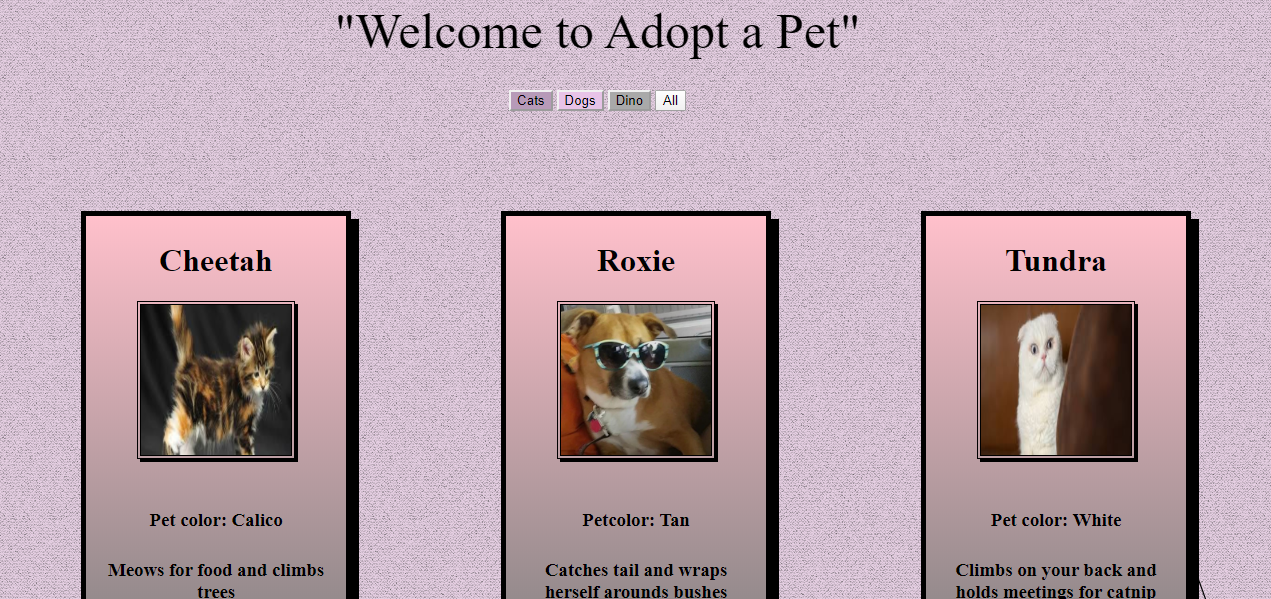 "Welcome to Adopt a Pet"
Cats Dogs Dino All
Cheetah
Roxie
Tundra
Pet color: Calico
Petcolor: Tan
Pet color: White
Meows for food and climbs
trees
Catches tail and wraps
herself arounds bushes
Climbs on your back and
holds meetings for catnip